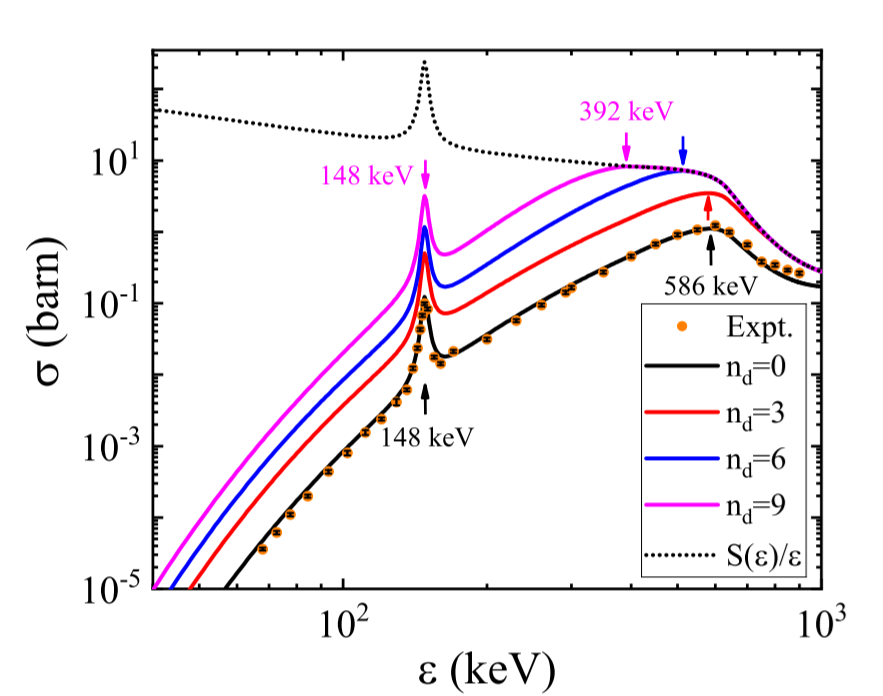 392 keV
148 keV
586 keV
148 keV
10¹
10⁻¹
10⁻³
10⁻⁵
10²
10³
σ (barn)
ε (keV)
Expt.
n_d=0
n_d=3
n_d=6
n_d=9
S(ε)/ε